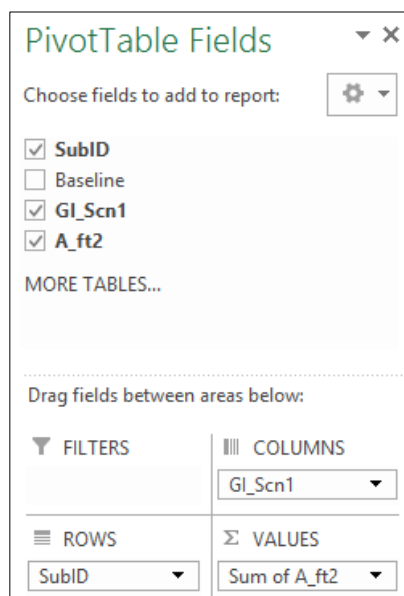 PivotTable Fields
Choose fields to add to report:
SubID
Baseline
GI_Scn1
A_ft2
MORE TABLES...
Drag fields between areas below:
FILTERS
COLUMNS
GI_Scn1
ROWS
Σ VALUES
SubID
Sum of A_ft2